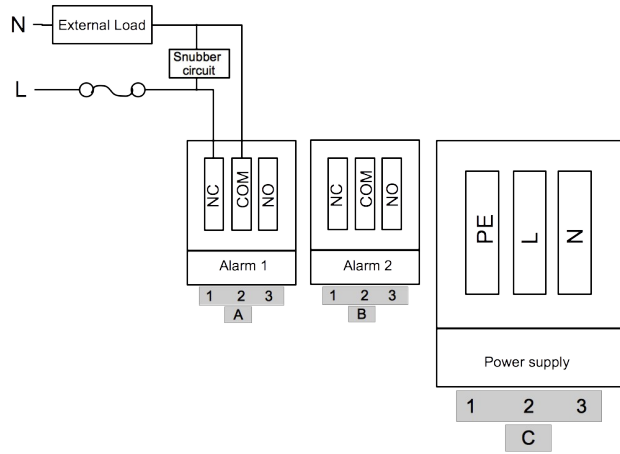 N
External Load
Snubber
circuit
L
NC
COM
NO
NC
COM
NO
PE
L
N
Alarm 1
Alarm 2
1 2 3
1 2 3
A
B
Power supply
1 2 3
C